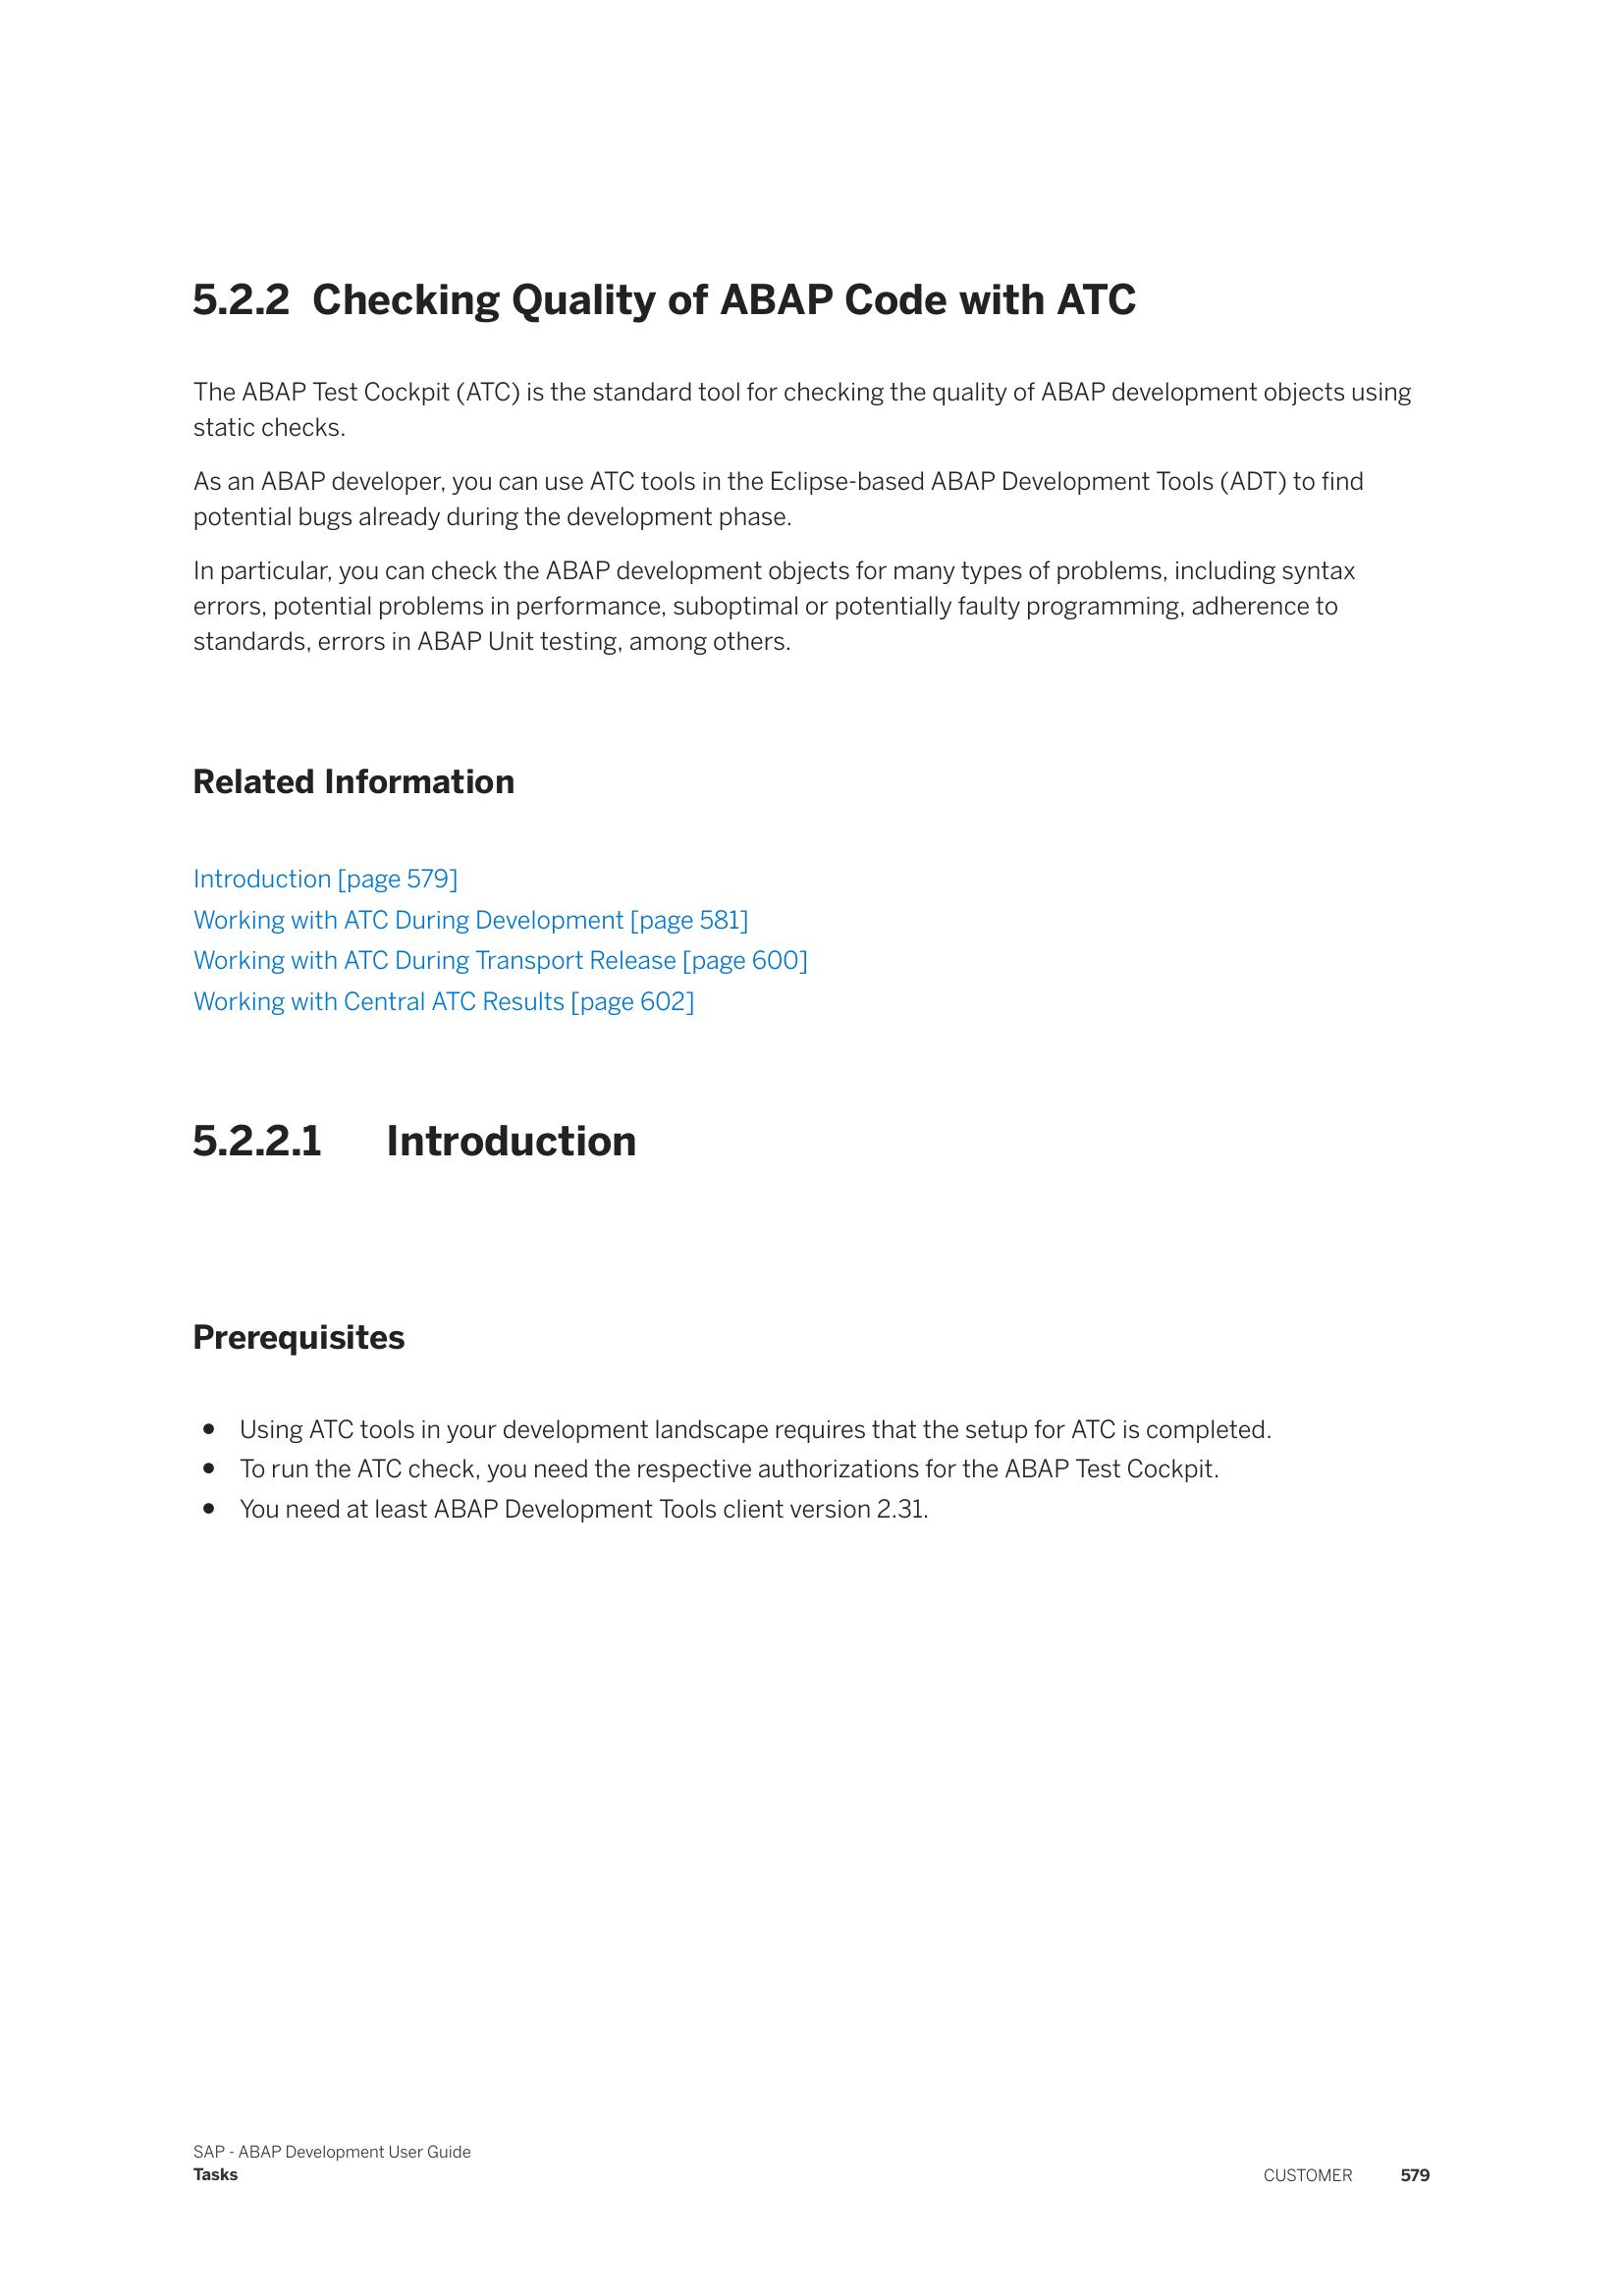 5.2.2 Checking Quality of ABAP Code with ATC
The ABAP Test Cockpit (ATC) is the standard tool for checking the quality of ABAP development objects using
static checks.
As an ABAP developer, you can use ATC tools in the Eclipse-based ABAP Development Tools (ADT) to find
potential bugs already during the development phase.
In particular, you can check the ABAP development objects for many types of problems, including syntax
errors, potential problems in performance, suboptimal or potentially faulty programming, adherence to
standards, errors in ABAP Unit testing, among others.
Related Information
Introduction [page 579]
Working with ATC During Development [page 581]
Working with ATC During Transport Release [page 600]
Working with Central ATC Results [page 602]
5.2.2.1 Introduction
Prerequisites
● Using ATC tools in your development landscape requires that the setup for ATC is completed.
● To run the ATC check, you need the respective authorizations for the ABAP Test Cockpit.
● You need at least ABAP Development Tools client version 2.31.
SAP - ABAP Development User Guide
Tasks
CUSTOMER 579